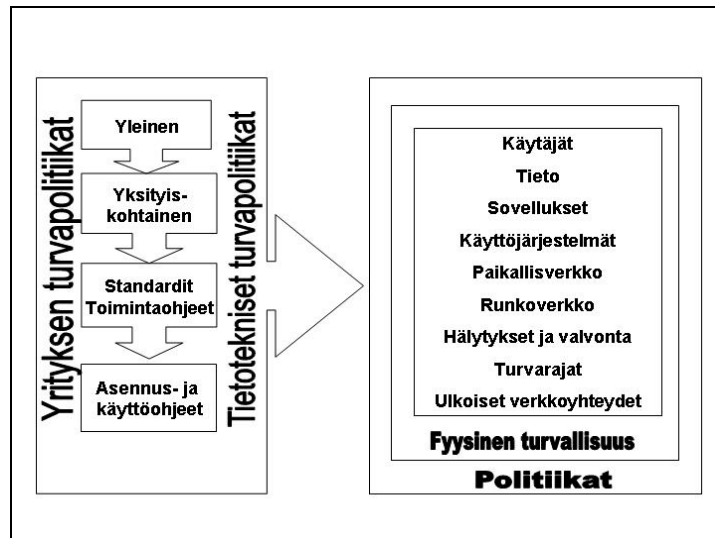 Yrityksen turvapolitiikat
Yleinen
Yksityis-
kohtainen
Standardit
Toimintaohjeet
Asennus- ja
käyttöohjeet
Tietotekniset turvapolitiikat
Käytäjät
Tieto
Sovellukset
Käyttöjärjestelmät
Paikallisverkko
Runkoverkko
Hälytykset ja valvonta
Turvarajat
Ulkoiset verkkoyhteydet
Fyysinen turvallisuus
Politiikat